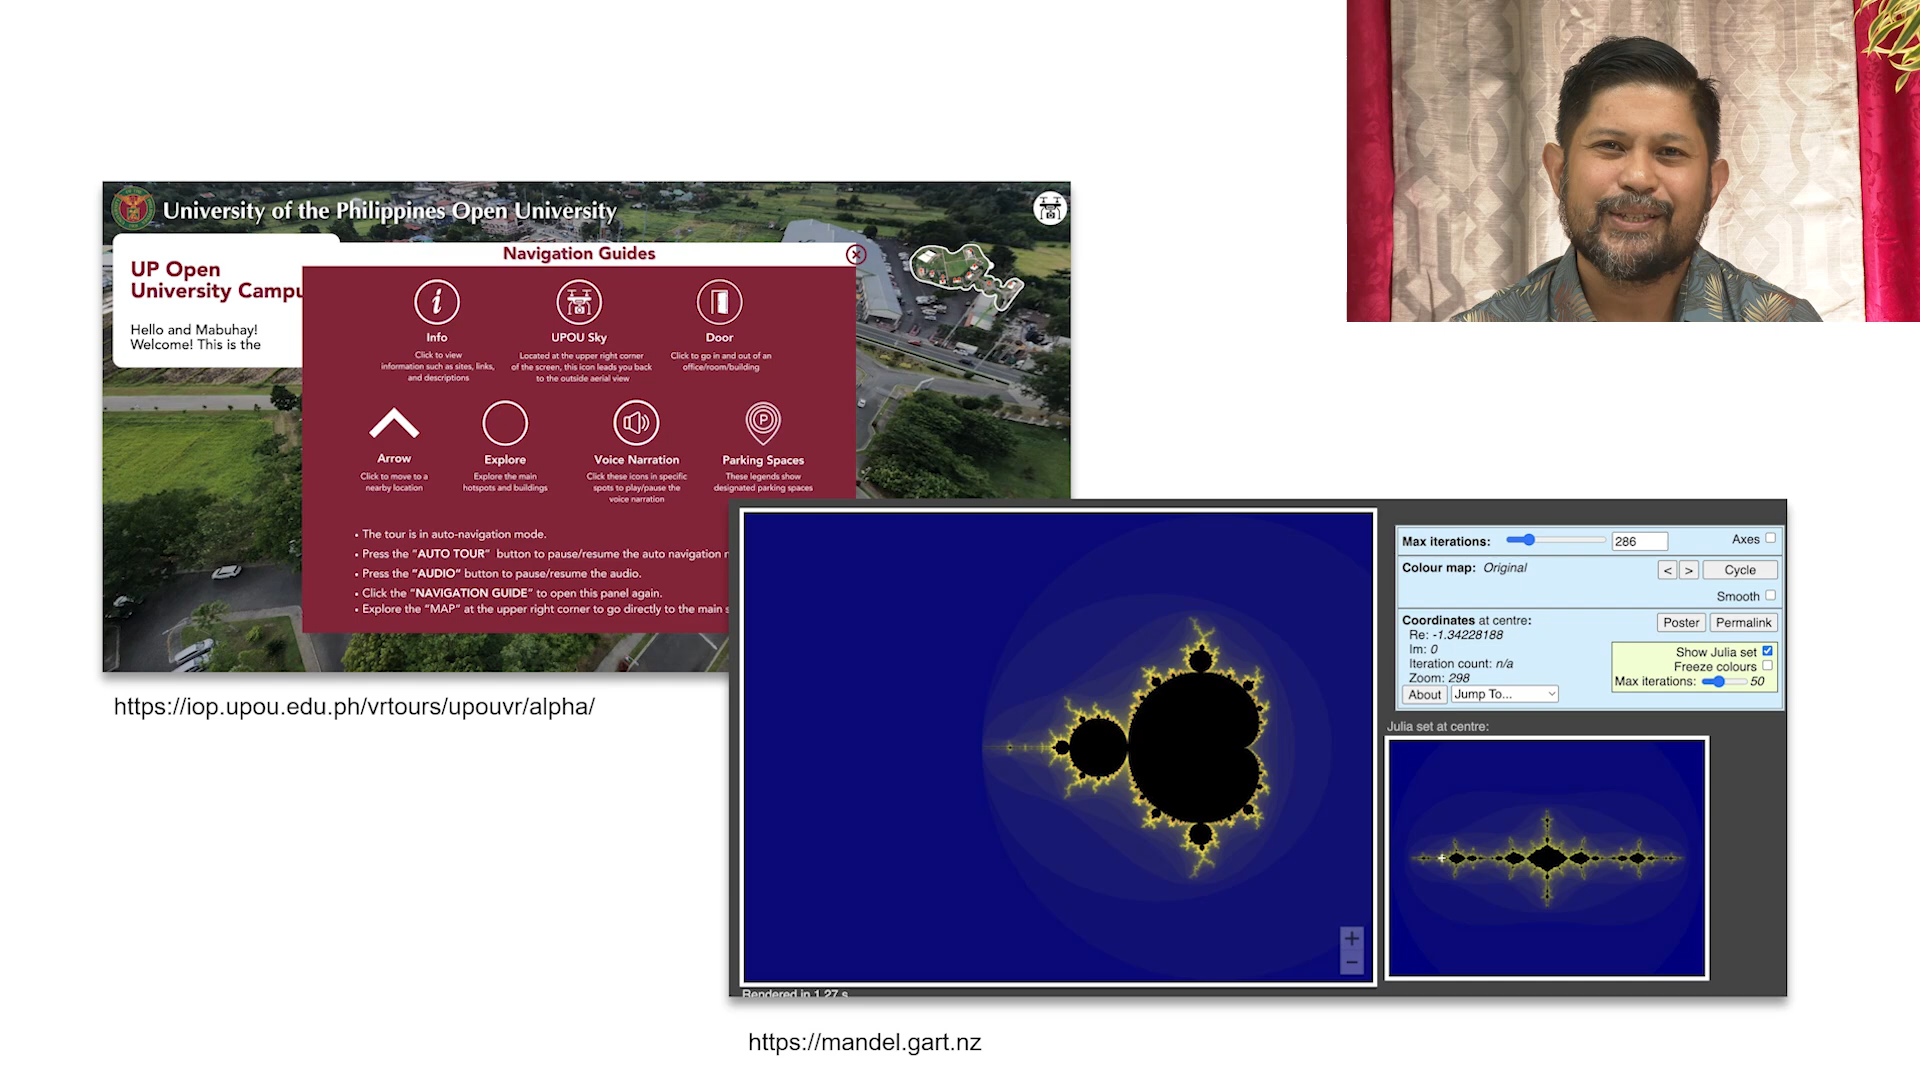 University of the Philippines Open University
UP Open
University Campu
Hello and Mabuhay!
Welcome! This is the
Navigation Guides
Info
Click to view
information such as sites, links,
and descriptions
UPOU Sky
Located at the upper right corner
of the screen, this icon leads you back
to the outside aerial view
Door
Click to go in and out of an
office/room/building
Arrow
Click to move to a
nearby location
Explore
Explore the main
hotspots and buildings
Voice Narration
Click these icons in specific
spots to play/pause the
voice narration
P
Parking Spaces
These legends show
designated parking spaces
• The tour is in auto-navigation mode.
• Press the "AUTO TOUR" button to pause/resume the auto navigation
• Press the "AUDIO" button to pause/resume the audio.
• Click the "NAVIGATION GUIDE" to open this panel again.
• Explore the "MAP" at the upper right corner to go directly to the main s
https://iop.upou.edu.ph/vrtours/upouvr/alpha/
Max iterations: 286 Axes
Colour map: Original < > Cycle
Smooth
Coordinates at centre: Poster Permalink
Re: -1.34228188
Im: 0
Iteration count: n/a
Zoom: 298
About Jump To...
Show Julia set
Freeze colours
Max iterations: 50
Julia set at centre:
+
−
Rendered in 1.27 s
https://mandel.gart.nz